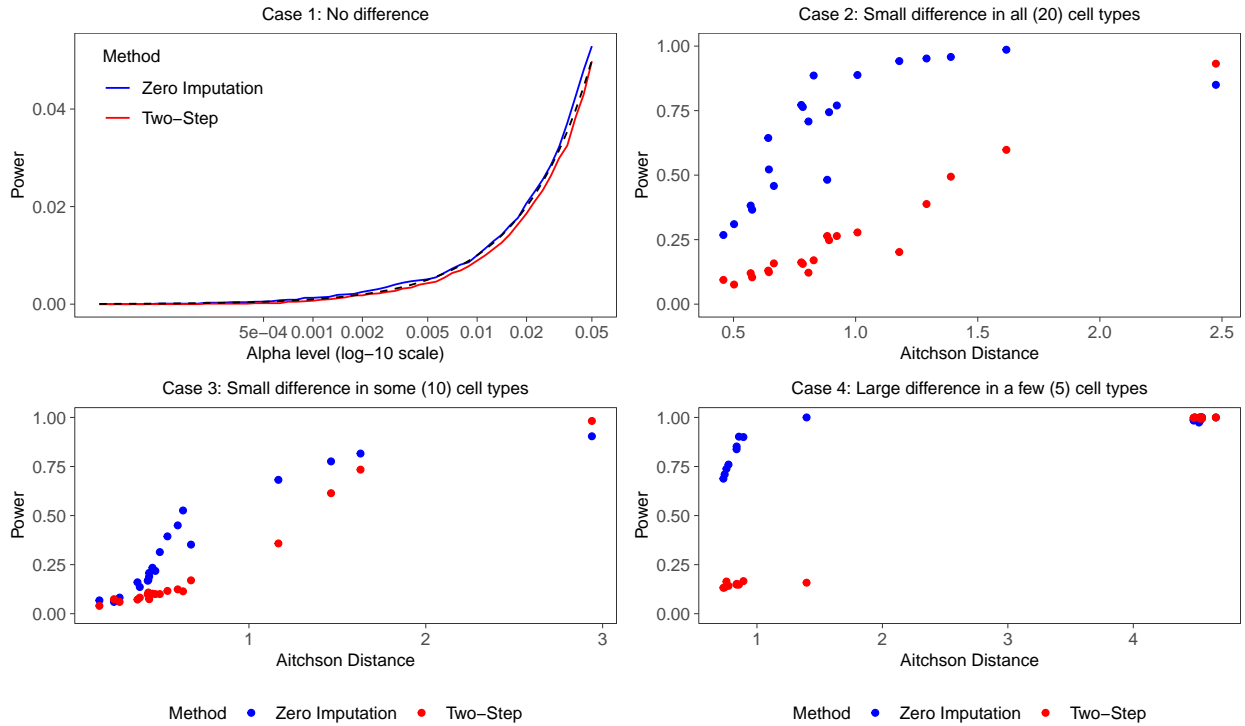 Case 1: No difference
Power
0.04
0.02
0.00
Method
Zero Imputation
Two−Step
5e−04 0.001 0.002 0.005 0.01 0.02 0.05
Alpha level (log−10 scale)
Case 2: Small difference in all (20) cell types
Power
1.00
0.75
0.50
0.25
0.00
0.5 1.0 1.5 2.0 2.5
Aitchson Distance
Case 3: Small difference in some (10) cell types
Power
1.00
0.75
0.50
0.25
0.00
1 2 3
Aitchson Distance
Case 4: Large difference in a few (5) cell types
Power
1.00
0.75
0.50
0.25
0.00
1 2 3 4
Aitchson Distance
Method Zero Imputation Two−Step
Method Zero Imputation Two−Step